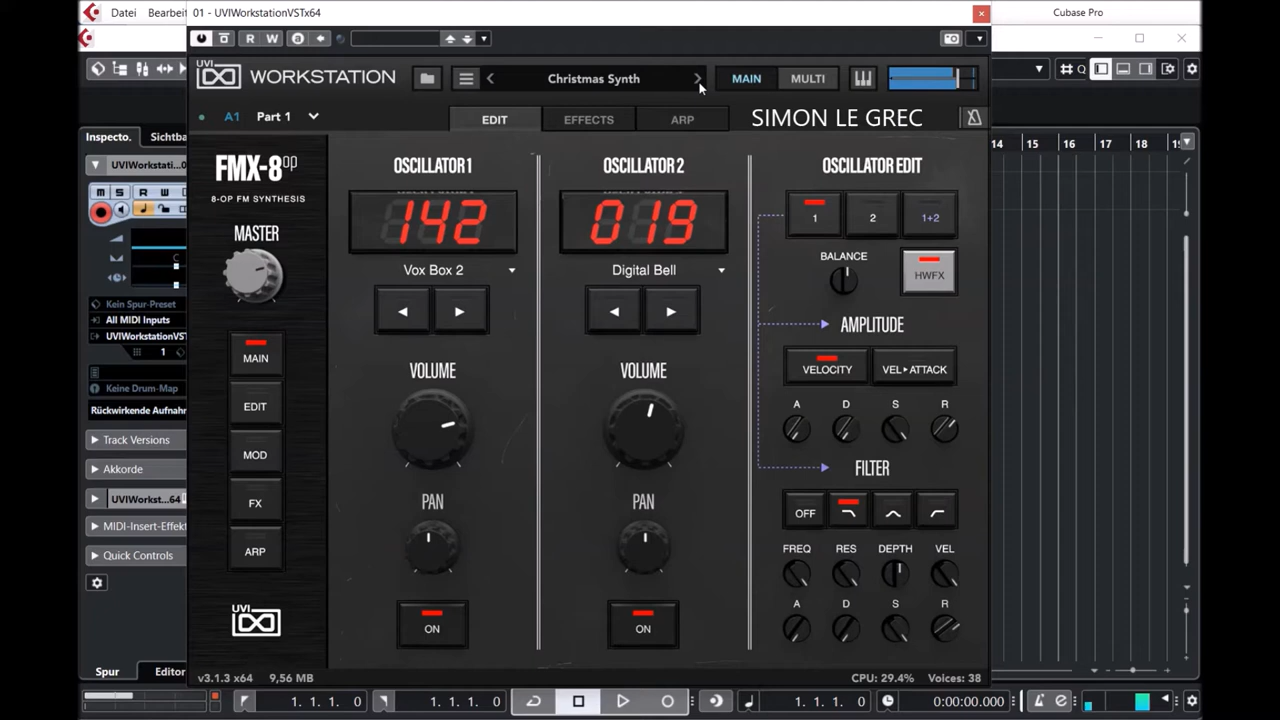 Datei Bearbei
01 - UVIWorkstationVSTx64
Cubase Pro
R W
UVI
WORKSTATION
Christmas Synth
MAIN MULTI
A1 Part 1
EDIT EFFECTS ARP
SIMON LE GREC
Inspecto. Sichtba
UVIWorkstati...0
M S R W
Kein Spur-Preset
All MIDI Inputs
UVIWorkstationVST
1
Keine Drum-Map
Rückwirkende Aufnahm
Track Versions
Akkorde
UVIWorkst...64
MIDI-Insert-Effekt
Quick Controls
Spur Editor
FMX-8op
8-OP FM SYNTHESIS
MASTER
MAIN
EDIT
MOD
FX
ARP
UVI
OSCILLATOR 1
142
Vox Box 2
VOLUME
PAN
ON
OSCILLATOR 2
019
Digital Bell
VOLUME
PAN
ON
OSCILLATOR EDIT
1 2 1+2
BALANCE
HWFX
AMPLITUDE
VELOCITY VEL▸ATTACK
A D S R
FILTER
OFF
FREQ RES DEPTH VEL
A D S R
14 15 16 17 18 19
v3.1.3 x64 9,56 MB
CPU: 29.4% Voices: 38
1. 1. 1. 0 1. 1. 1. 0 1. 1. 1. 0 0:00:00.000